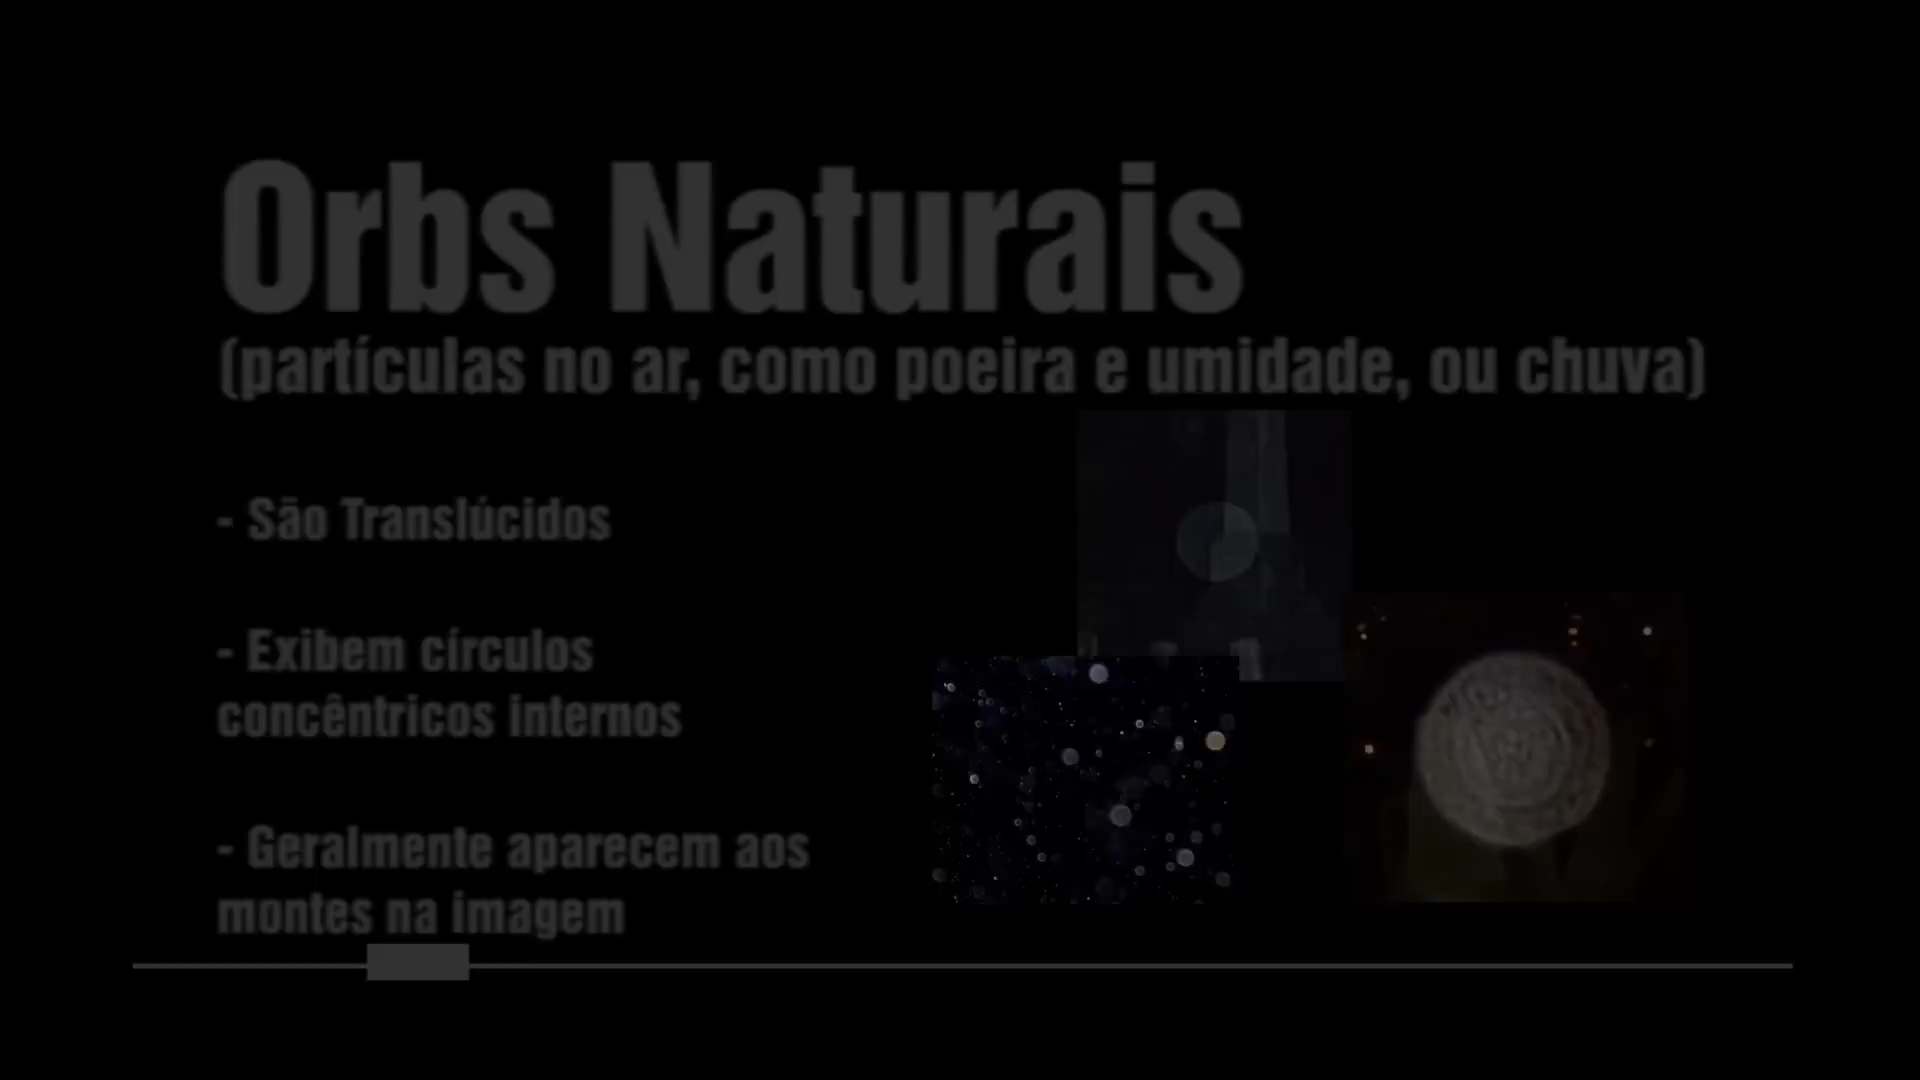 Orbs Naturais
(partículas no ar, como poeira e umidade, ou chuva)
- São Translúcidos
- Exibem círculos
concêntricos internos
- Geralmente aparecem aos
montes na imagem